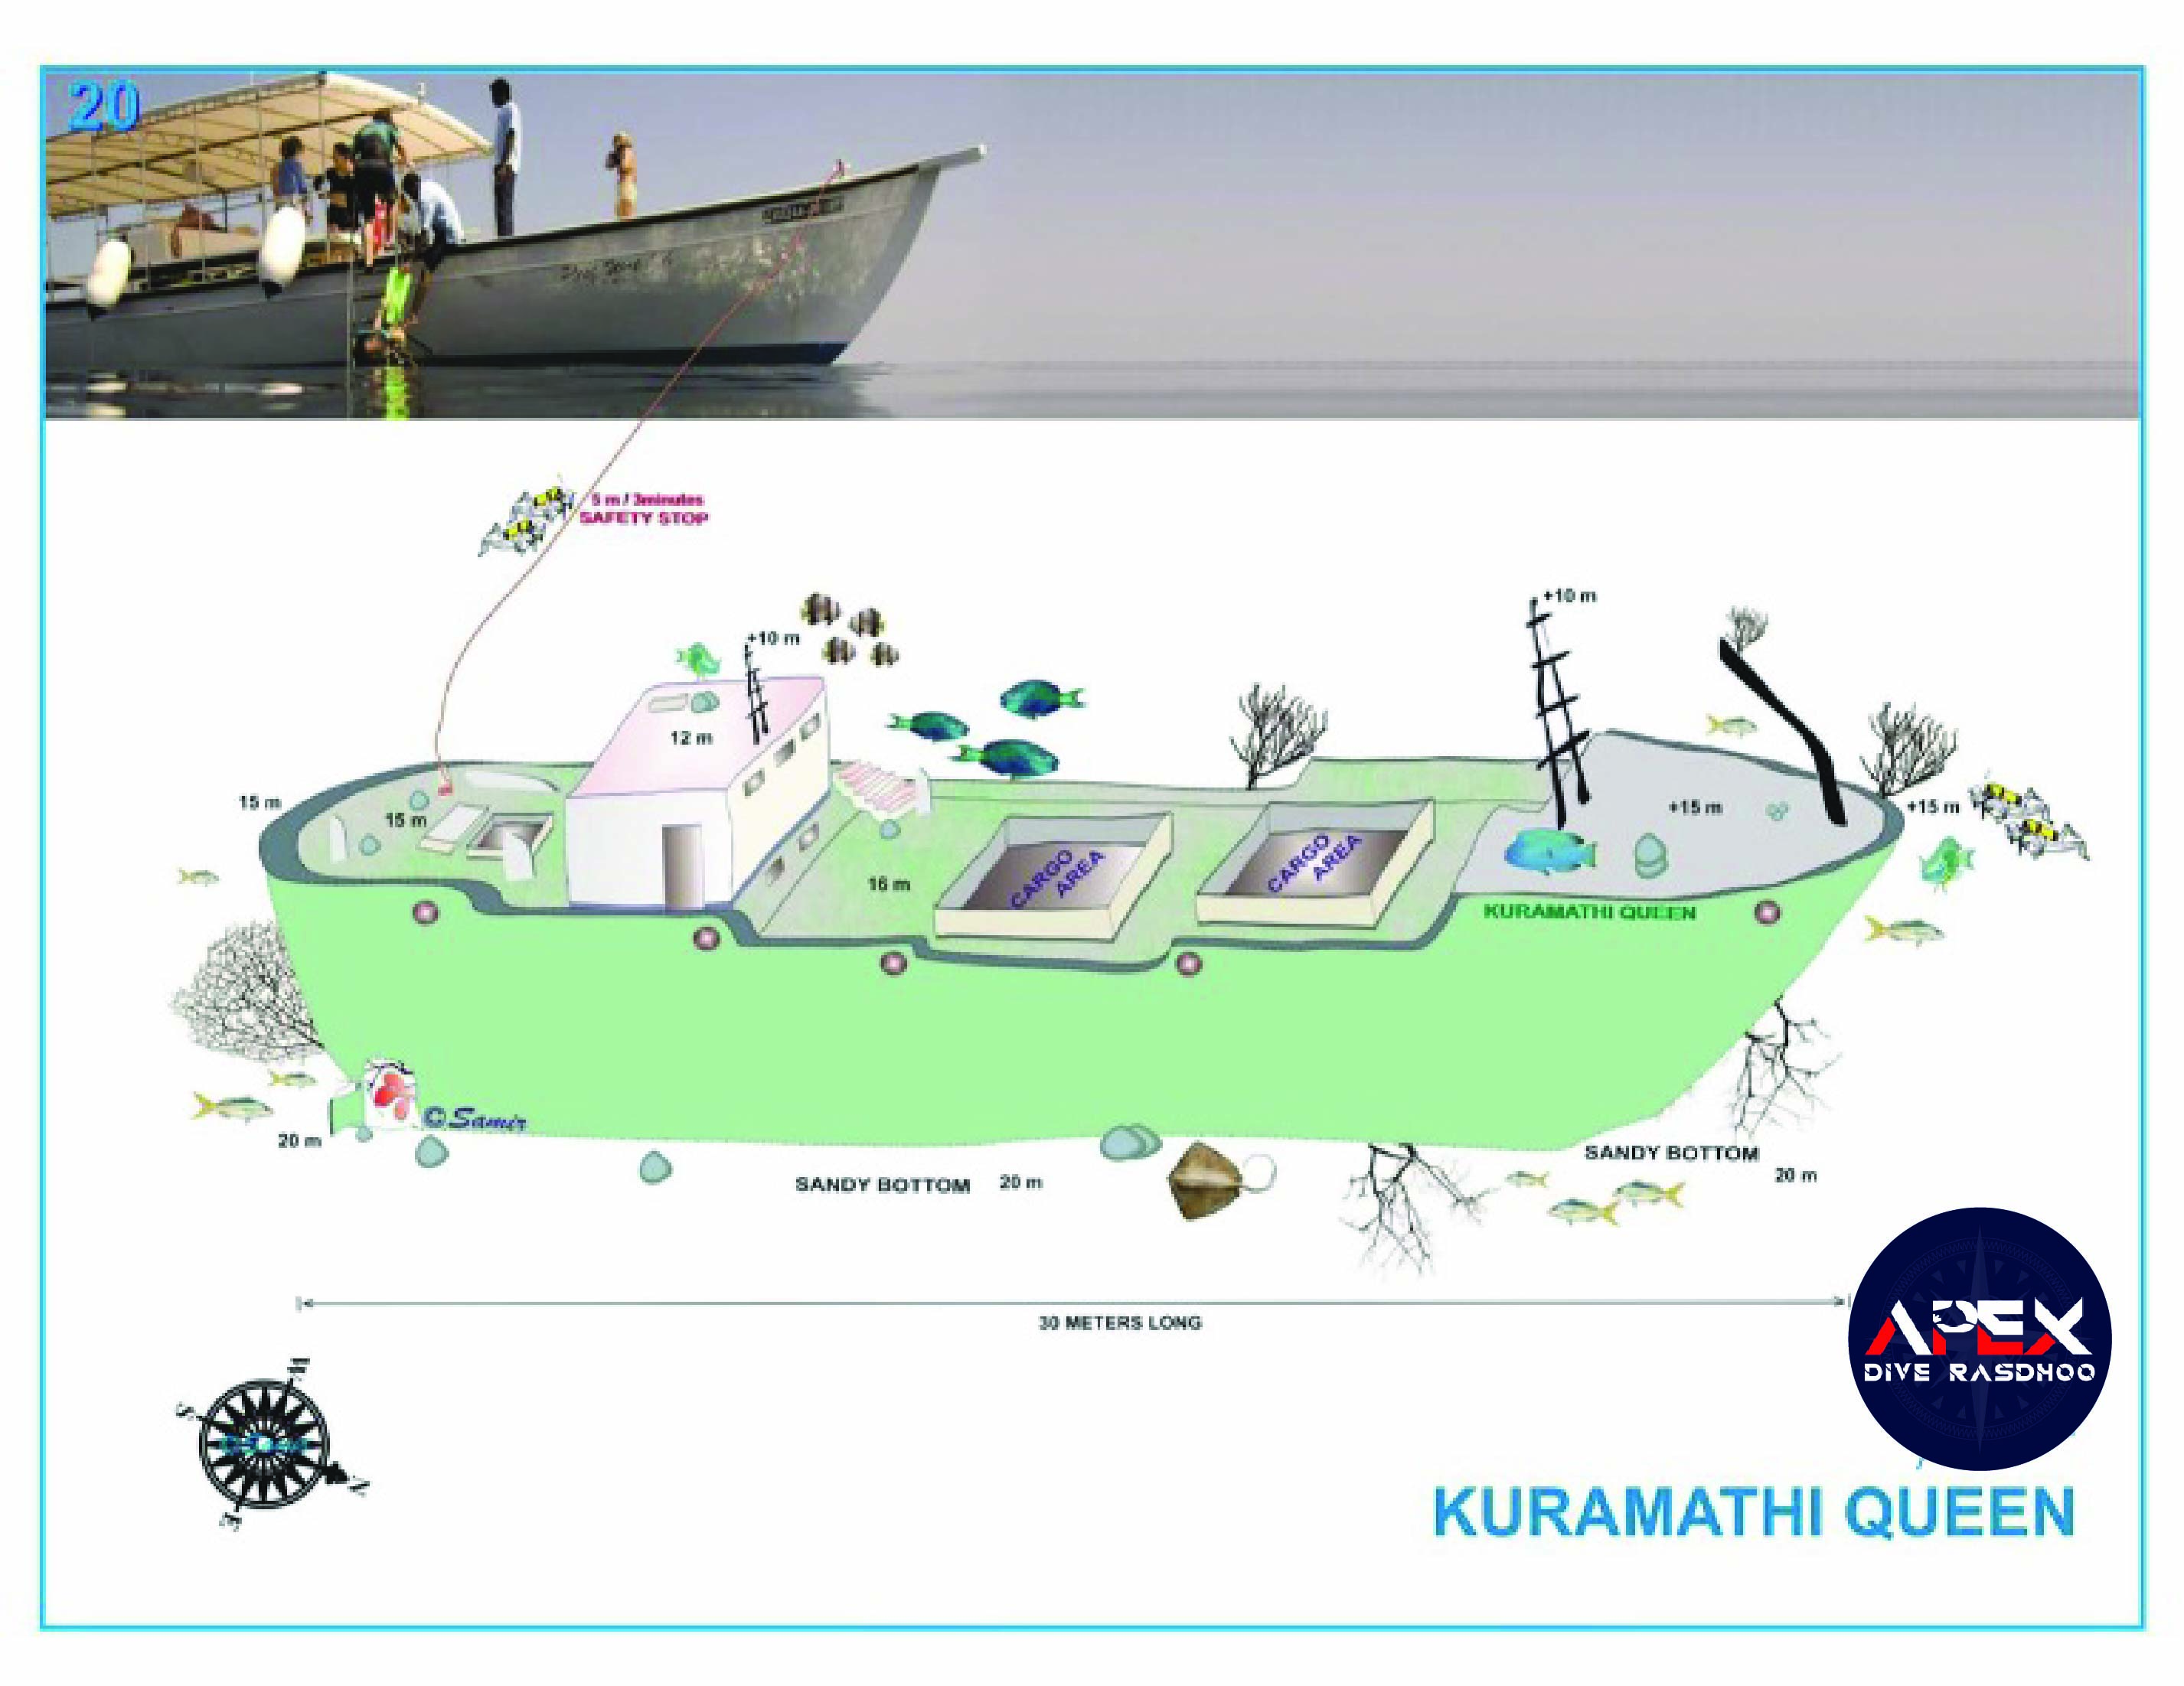 20
5 m / 3minutes
SAFETY STOP
+10 m
+10 m
12 m
15 m
15 m
+15 m
+15 m
16 m
CARGO
AREA
CARGO
AREA
KURAMATHI QUEEN
© Samir
20 m
SANDY BOTTOM
20 m
SANDY BOTTOM
20 m
30 METERS LONG
W
S
N
E
APEX
DIVE RASDHOO
KURAMATHI QUEEN